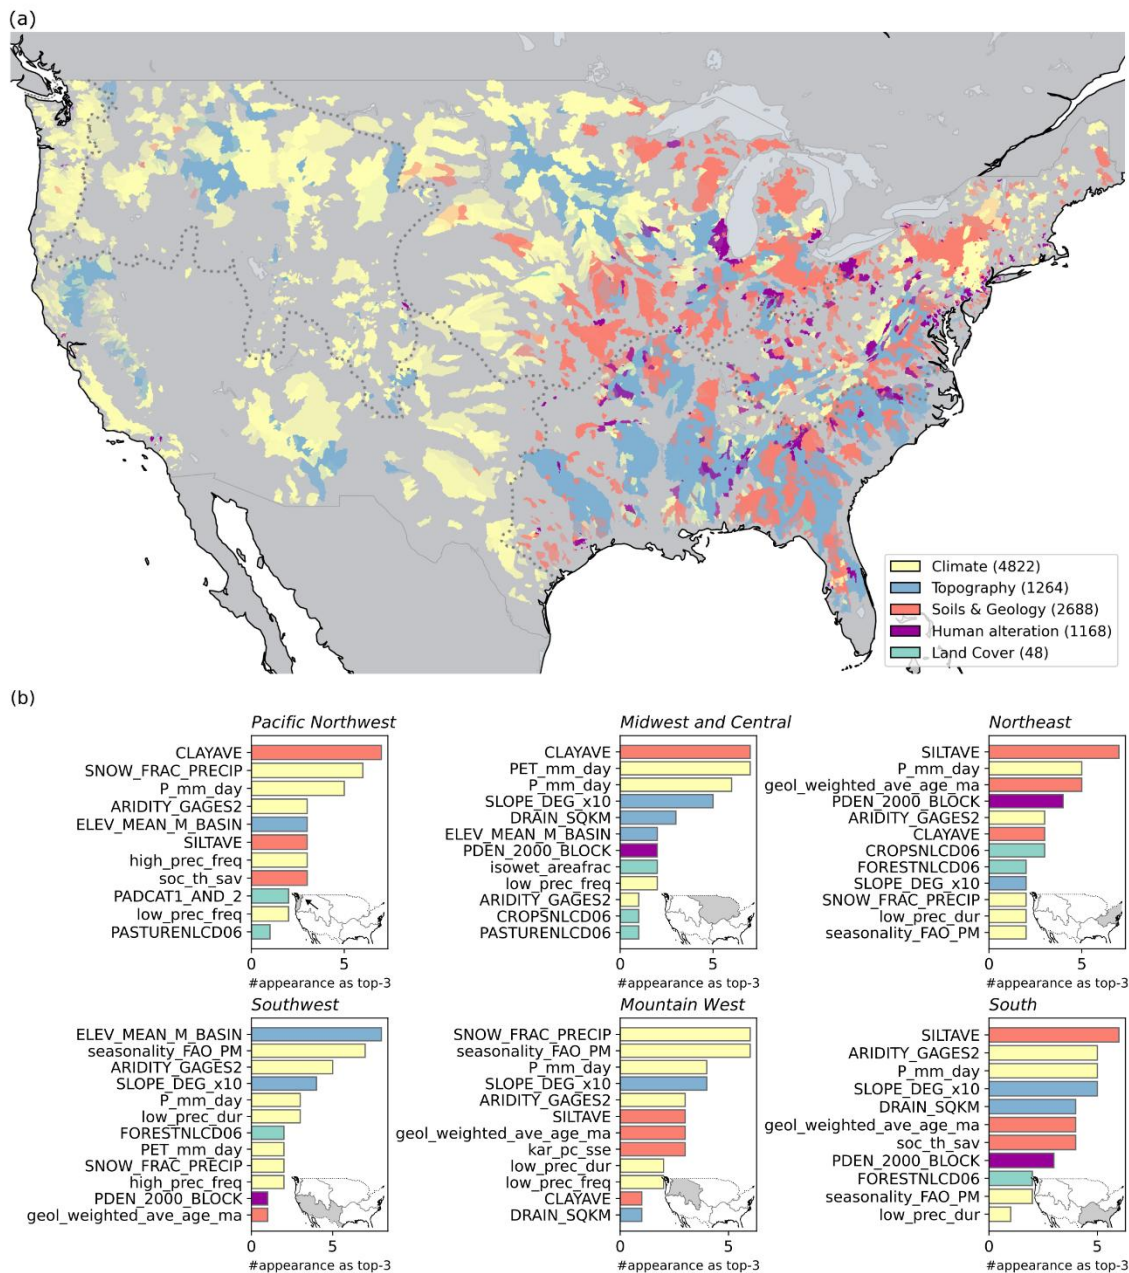 (a)
Climate (4822)
Topography (1264)
Soils & Geology (2688)
Human alteration (1168)
Land Cover (48)
(b)
Pacific Northwest
CLAYAVE
SNOW_FRAC_PRECIP
P_mm_day
ARIDITY_GAGES2
ELEV_MEAN_M_BASIN
SILTAVE
high_prec_freq
soc_th_sav
PADCAT1_AND_2
low_prec_freq
PASTURENLCD06
0
5
#appearance as top-3
Midwest and Central
CLAYAVE
PET_mm_day
P_mm_day
SLOPE_DEG_x10
DRAIN_SQKM
ELEV_MEAN_M_BASIN
PDEN_2000_BLOCK
isowet_areafrac
low_prec_freq
ARIDITY_GAGES2
CROPSNLCD06
PASTURENLCD06
0
5
#appearance as top-3
Northeast
SILTAVE
P_mm_day
geol_weighted_ave_age_ma
PDEN_2000_BLOCK
ARIDITY_GAGES2
CLAYAVE
CROPSNLCD06
FORESTNLCD06
SLOPE_DEG_x10
SNOW_FRAC_PRECIP
low_prec_dur
seasonality_FAO_PM
0
5
#appearance as top-3
Southwest
ELEV_MEAN_M_BASIN
seasonality_FAO_PM
ARIDITY_GAGES2
SLOPE_DEG_x10
P_mm_day
low_prec_dur
FORESTNLCD06
PET_mm_day
SNOW_FRAC_PRECIP
high_prec_freq
PDEN_2000_BLOCK
geol_weighted_ave_age_ma
0
5
#appearance as top-3
Mountain West
SNOW_FRAC_PRECIP
seasonality_FAO_PM
P_mm_day
SLOPE_DEG_x10
ARIDITY_GAGES2
SILTAVE
geol_weighted_ave_age_ma
kar_pc_sse
low_prec_dur
low_prec_freq
CLAYAVE
DRAIN_SQKM
0
5
#appearance as top-3
South
SILTAVE
ARIDITY_GAGES2
P_mm_day
SLOPE_DEG_x10
DRAIN_SQKM
geol_weighted_ave_age_ma
soc_th_sav
PDEN_2000_BLOCK
FORESTNLCD06
seasonality_FAO_PM
low_prec_dur
0
5
#appearance as top-3